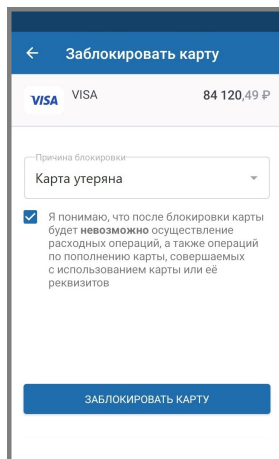 Заблокировать карту
VISA VISA 84 120,49 ₽
Причина блокировки
Карта утеряна
Я понимаю, что после блокировки карты
будет невозможно осуществление
расходных операций, а также операций
по пополнению карты, совершаемых
с использованием карты или её
реквизитов
ЗАБЛОКИРОВАТЬ КАРТУ